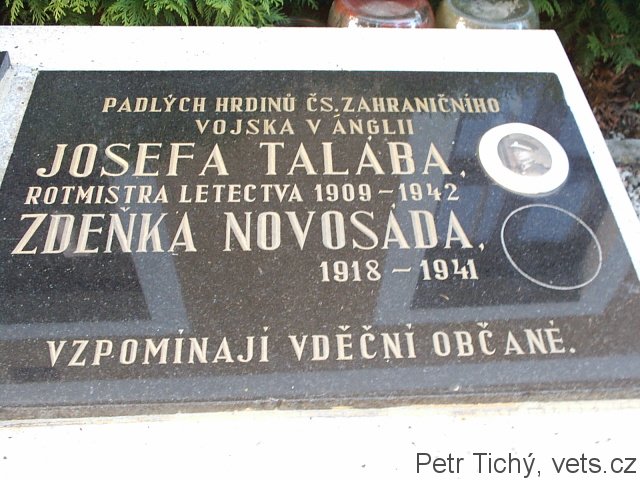 PADLÝCH HRDINŮ ČS. ZAHRANIČNÍHO
VOJSKA V ANGLII
JOSEFA TALÁBA,
ROTMISTRA LETECTVA 1909 – 1942
ZDEŇKA NOVOSÁDA,
1918 – 1941
VZPOMÍNAJÍ VDĚČNÍ OBČANÉ.
Petr Tichý, vets.cz